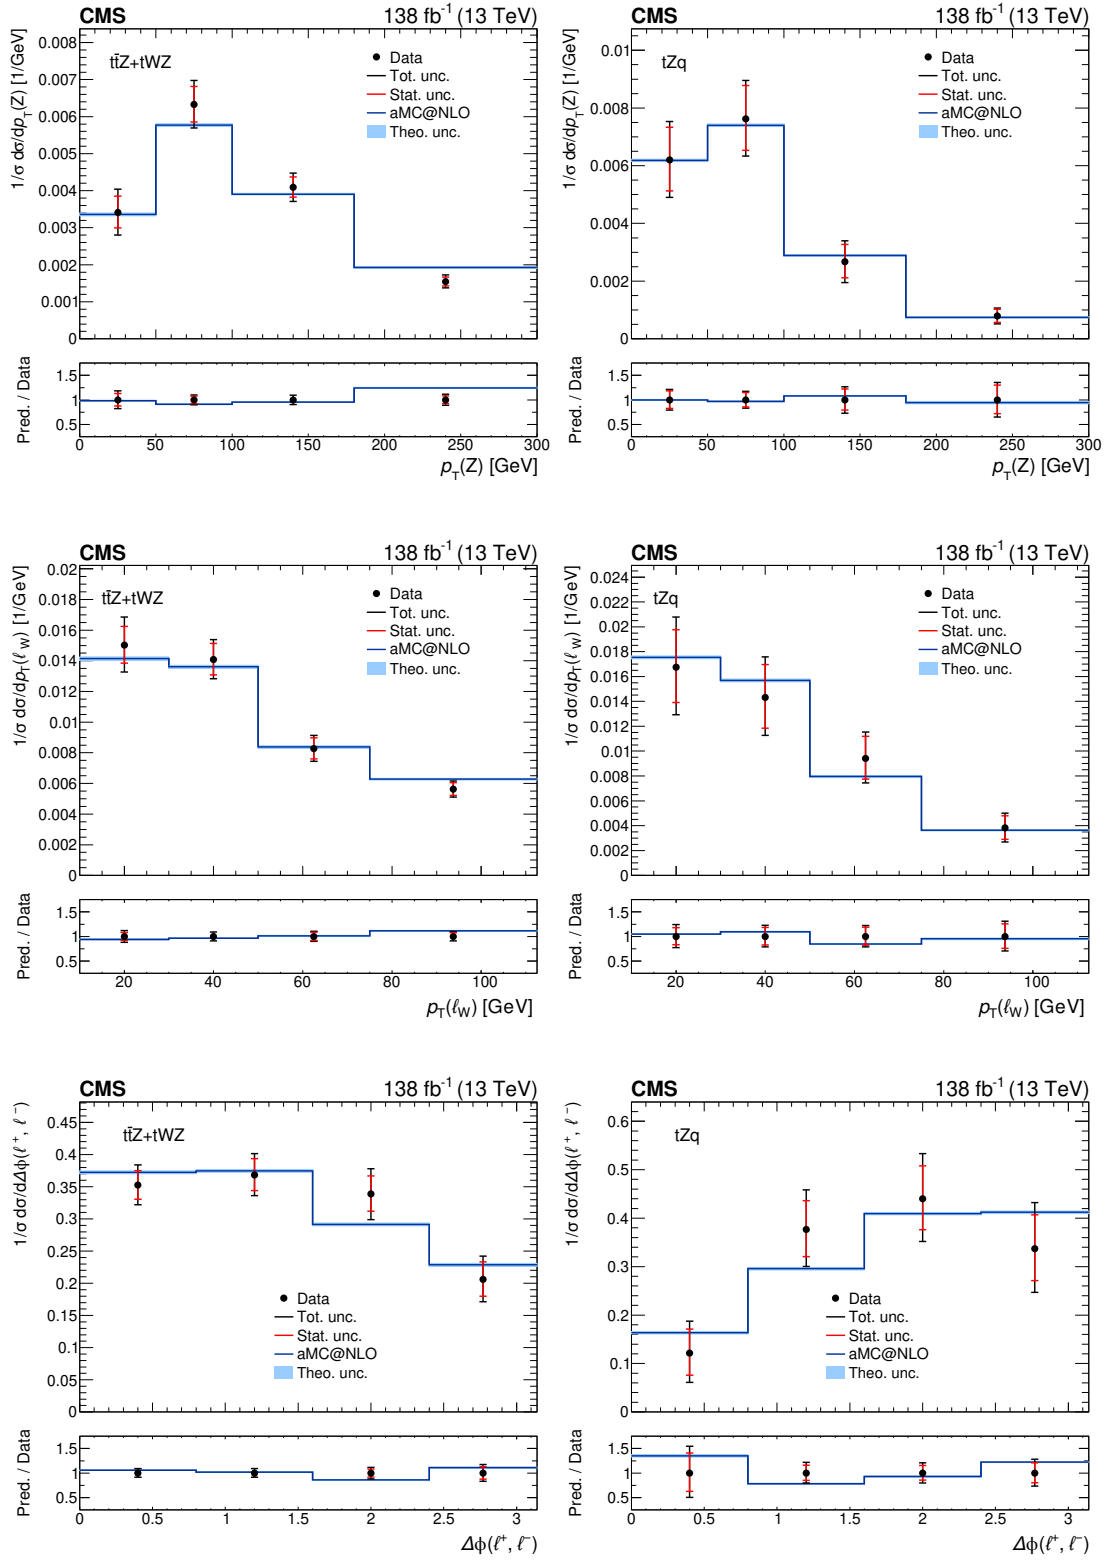 CMS 138 fb⁻¹ (13 TeV)
1/σ dσ/dp_T(Z) [1/GeV]
tt̄Z+tWZ
Data
Tot. unc.
Stat. unc.
aMC@NLO
Theo. unc.
0.008
0.007
0.006
0.005
0.004
0.003
0.002
0.001
0
Pred. / Data
1.5
1
0.5
0 50 100 150 200 250 300
p_T(Z) [GeV]
CMS 138 fb⁻¹ (13 TeV)
1/σ dσ/dp_T(Z) [1/GeV]
tZq
Data
Tot. unc.
Stat. unc.
aMC@NLO
Theo. unc.
0.01
0.008
0.006
0.004
0.002
0
Pred. / Data
1.5
1
0.5
0 50 100 150 200 250 300
p_T(Z) [GeV]
CMS 138 fb⁻¹ (13 TeV)
1/σ dσ/dp_T(ℓ_W) [1/GeV]
tt̄Z+tWZ
Data
Tot. unc.
Stat. unc.
aMC@NLO
Theo. unc.
0.02
0.018
0.016
0.014
0.012
0.01
0.008
0.006
0.004
0.002
0
Pred. / Data
1.5
1
0.5
20 40 60 80 100
p_T(ℓ_W) [GeV]
CMS 138 fb⁻¹ (13 TeV)
1/σ dσ/dp_T(ℓ_W) [1/GeV]
tZq
Data
Tot. unc.
Stat. unc.
aMC@NLO
Theo. unc.
0.024
0.022
0.02
0.018
0.016
0.014
0.012
0.01
0.008
0.006
0.004
0.002
0
Pred. / Data
1.5
1
0.5
20 40 60 80 100
p_T(ℓ_W) [GeV]
CMS 138 fb⁻¹ (13 TeV)
1/σ dσ/dΔϕ(ℓ⁺, ℓ⁻)
tt̄Z+tWZ
Data
Tot. unc.
Stat. unc.
aMC@NLO
Theo. unc.
0.45
0.4
0.35
0.3
0.25
0.2
0.15
0.1
0.05
0
Pred. / Data
1.5
1
0.5
0 0.5 1 1.5 2 2.5 3
Δϕ(ℓ⁺, ℓ⁻)
CMS 138 fb⁻¹ (13 TeV)
1/σ dσ/dΔϕ(ℓ⁺, ℓ⁻)
tZq
Data
Tot. unc.
Stat. unc.
aMC@NLO
Theo. unc.
0.6
0.5
0.4
0.3
0.2
0.1
0
Pred. / Data
1.5
1
0.5
0 0.5 1 1.5 2 2.5 3
Δϕ(ℓ⁺, ℓ⁻)